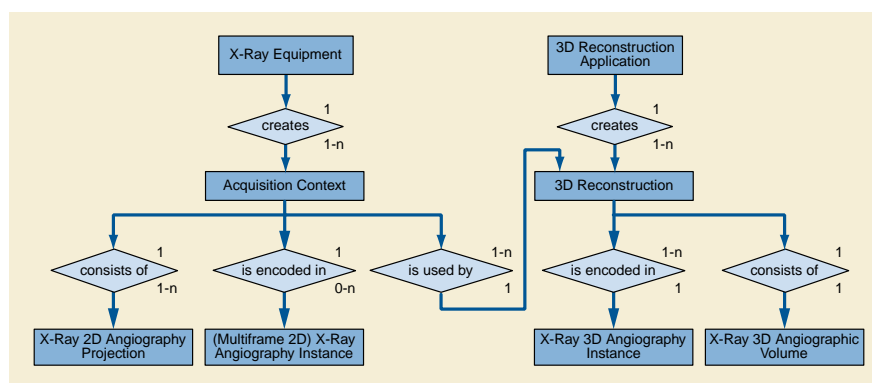 X-Ray Equipment
3D Reconstruction
Application
1
creates
1-n
1
creates
1-n
Acquisition Context
3D Reconstruction
1
consists of
1-n
1
is encoded in
0-n
1-n
is used by
1
1-n
is encoded in
1
1
consists of
1
X-Ray 2D Angiography
Projection
(Multiframe 2D) X-Ray
Angiography Instance
X-Ray 3D Angiography
Instance
X-Ray 3D Angiographic
Volume